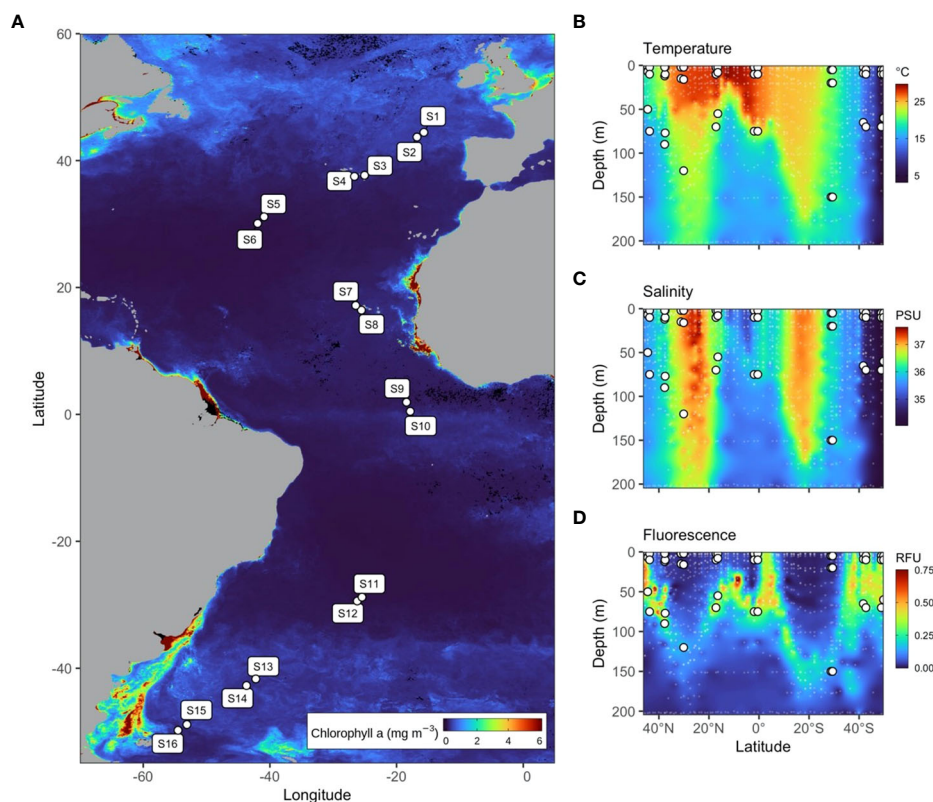 A
60
40
20
0
-20
-40
Latitude
-60
-40
-20
0
Longitude
S1
S2
S3
S4
S5
S6
S7
S8
S9
S10
S11
S12
S13
S14
S15
S16
Chlorophyll a (mg m⁻³)
0 2 4 6
B
Temperature
0
50
100
150
200
Depth (m)
°C
25
15
5
C
Salinity
0
50
100
150
200
Depth (m)
PSU
37
36
35
D
Fluorescence
0
50
100
150
200
Depth (m)
RFU
0.75
0.50
0.25
0.00
40°N 20°N 0° 20°S 40°S
Latitude